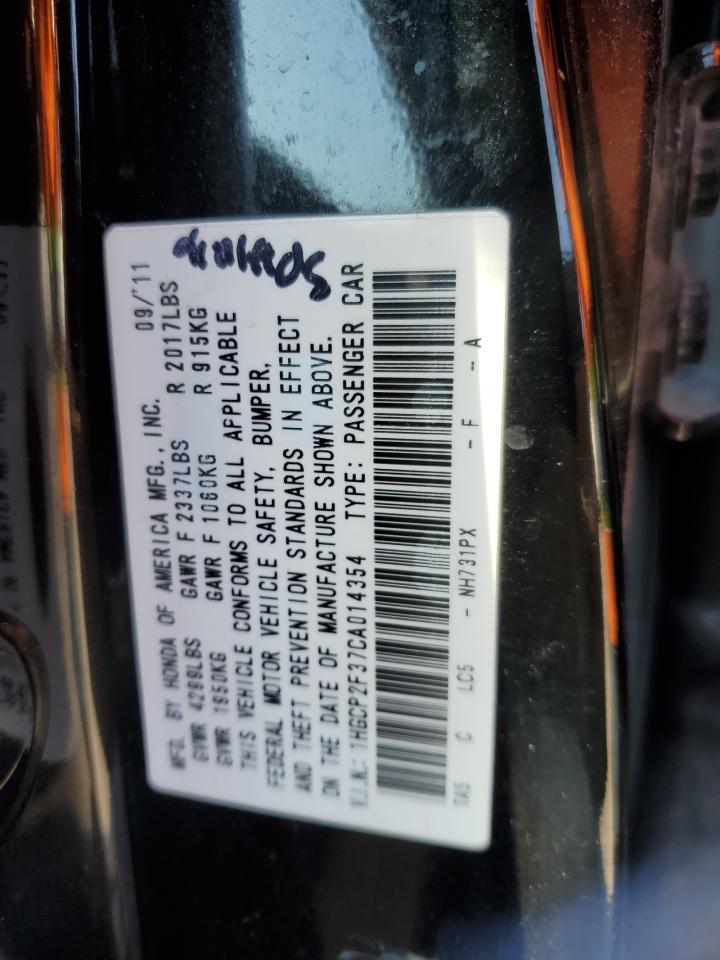 MFD. BY HONDA OF AMERICA MFG., INC. 09/'11
GVWR 4299LBS GAWR F 2337LBS R 2017LBS
GVWR 1950KG GAWR F 1060KG R 915KG
THIS VEHICLE CONFORMS TO ALL APPLICABLE
FEDERAL MOTOR VEHICLE SAFETY, BUMPER,
AND THEFT PREVENTION STANDARDS IN EFFECT
ON THE DATE OF MANUFACTURE SHOWN ABOVE.
V.I.N.: 1HGCP2F37CA014354 TYPE: PASSENGER CAR
TA5 C LC5 - NH731PX - F -- A